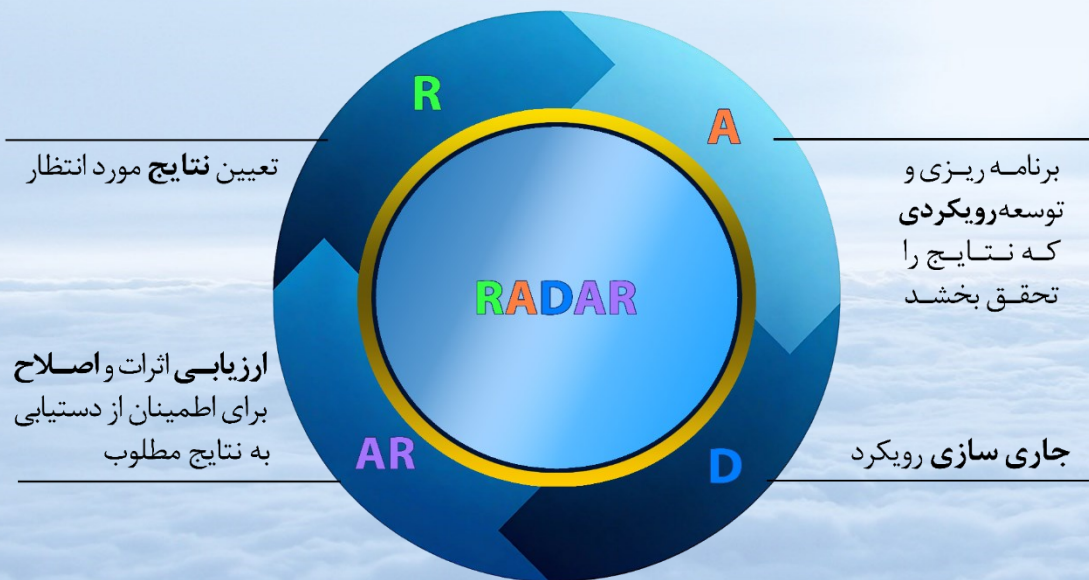 R
تعیین نتایج مورد انتظار
A
برنامه ریزی و
توسعه رویکردی
که نتایج را
تحقق بخشد
RADAR
D
جاری سازی رویکرد
AR
ارزیابی اثرات و اصلاح
برای اطمینان از دستیابی
به نتایج مطلوب